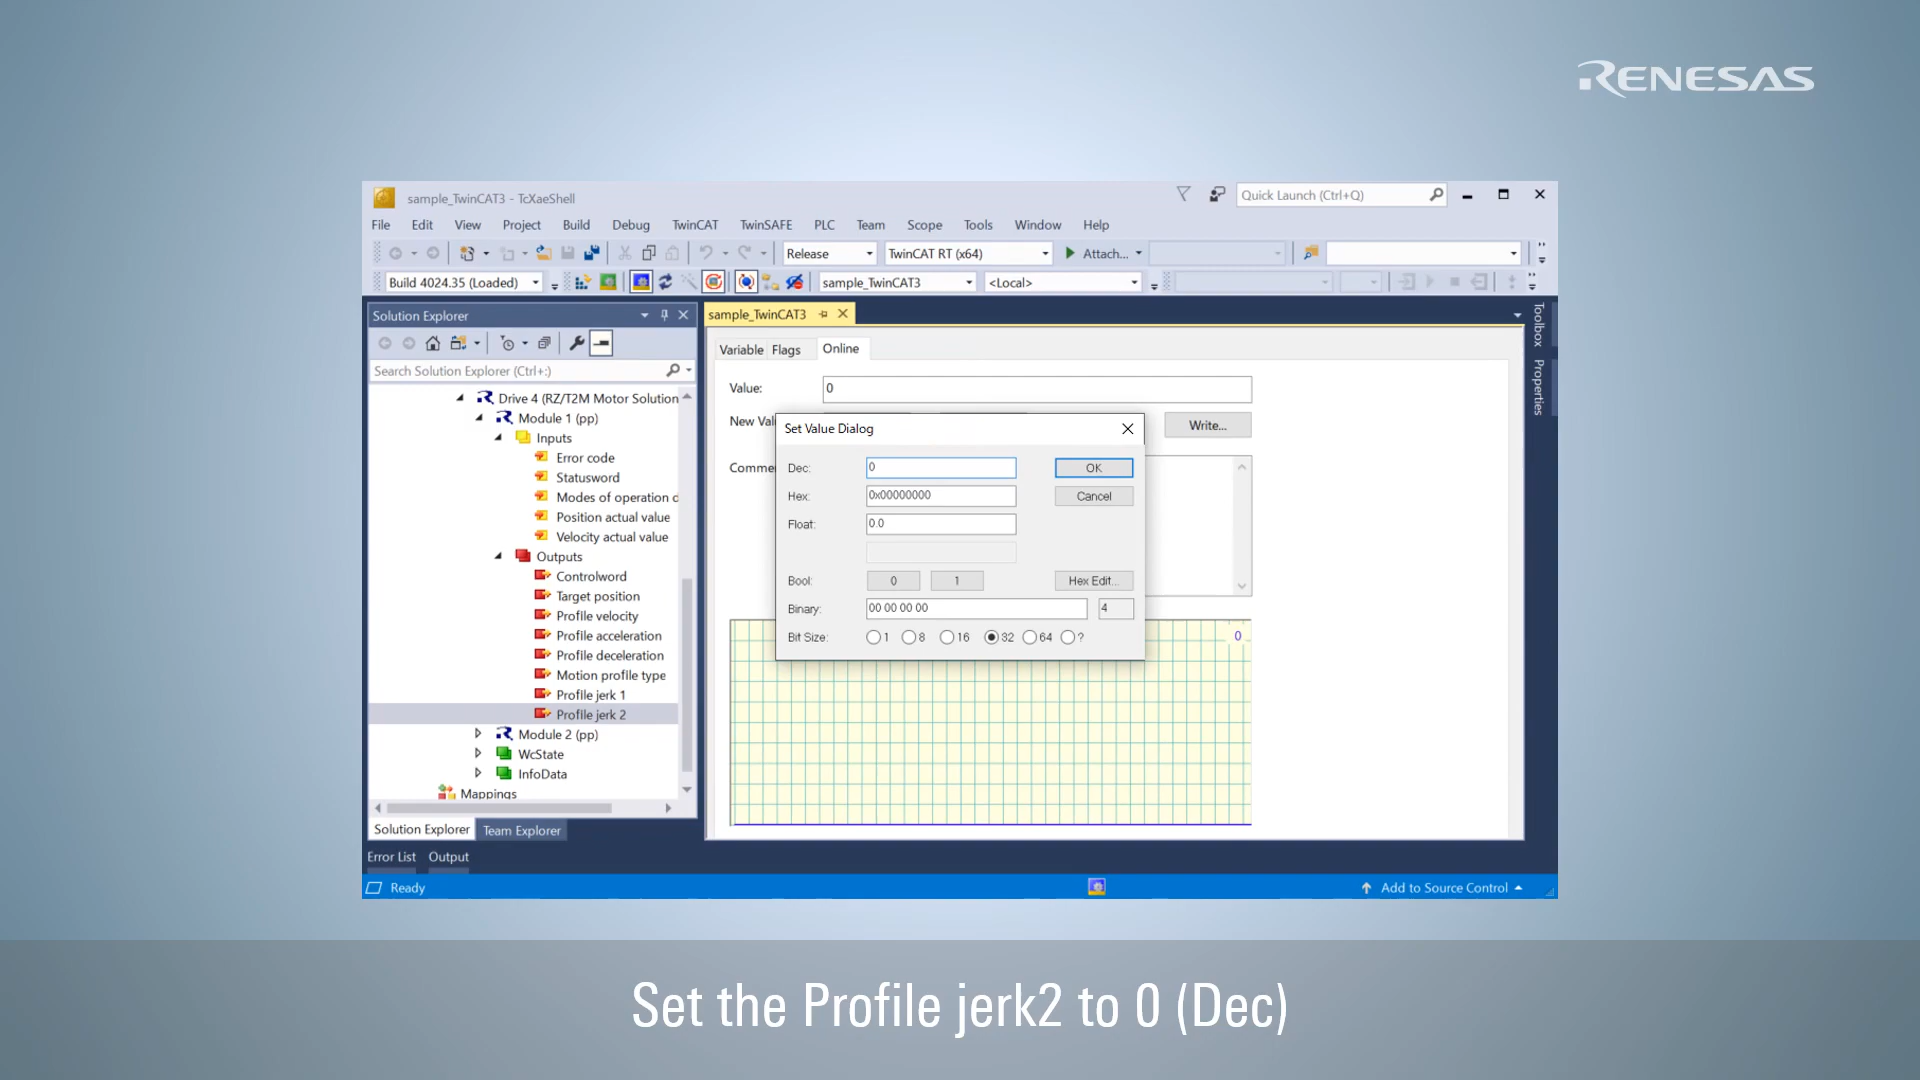 RENESAS
sample_TwinCAT3 - TcXaeShell
Quick Launch (Ctrl+Q)
File Edit View Project Build Debug TwinCAT TwinSAFE PLC Team Scope Tools Window Help
Release TwinCAT RT (x64) Attach...
Build 4024.35 (Loaded) sample_TwinCAT3 <Local>
Solution Explorer
Search Solution Explorer (Ctrl+;)
Drive 4 (RZ/T2M Motor Solution
Module 1 (pp)
Inputs
Error code
Statusword
Modes of operation d
Position actual value
Velocity actual value
Outputs
Controlword
Target position
Profile velocity
Profile acceleration
Profile deceleration
Motion profile type
Profile jerk 1
Profile jerk 2
Module 2 (pp)
WcState
InfoData
Mappings
Solution Explorer Team Explorer
sample_TwinCAT3
Variable Flags Online
Value: 0
New Val
Write...
Comme
Set Value Dialog
Dec: 0 OK
Hex: 0x00000000 Cancel
Float: 0.0
Bool: 0 1 Hex Edit...
Binary: 00 00 00 00 4
Bit Size: 1 8 16 32 64 ?
0
Toolbox
Properties
Error List Output
Ready Add to Source Control
Set the Profile jerk2 to 0 (Dec)